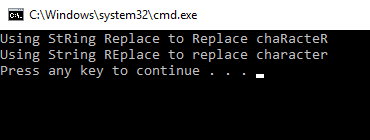 C:\Windows\system32\cmd.exe
Using StRing Replace to Replace chaRacteR
Using String REplace to replace character
Press any key to continue . . .